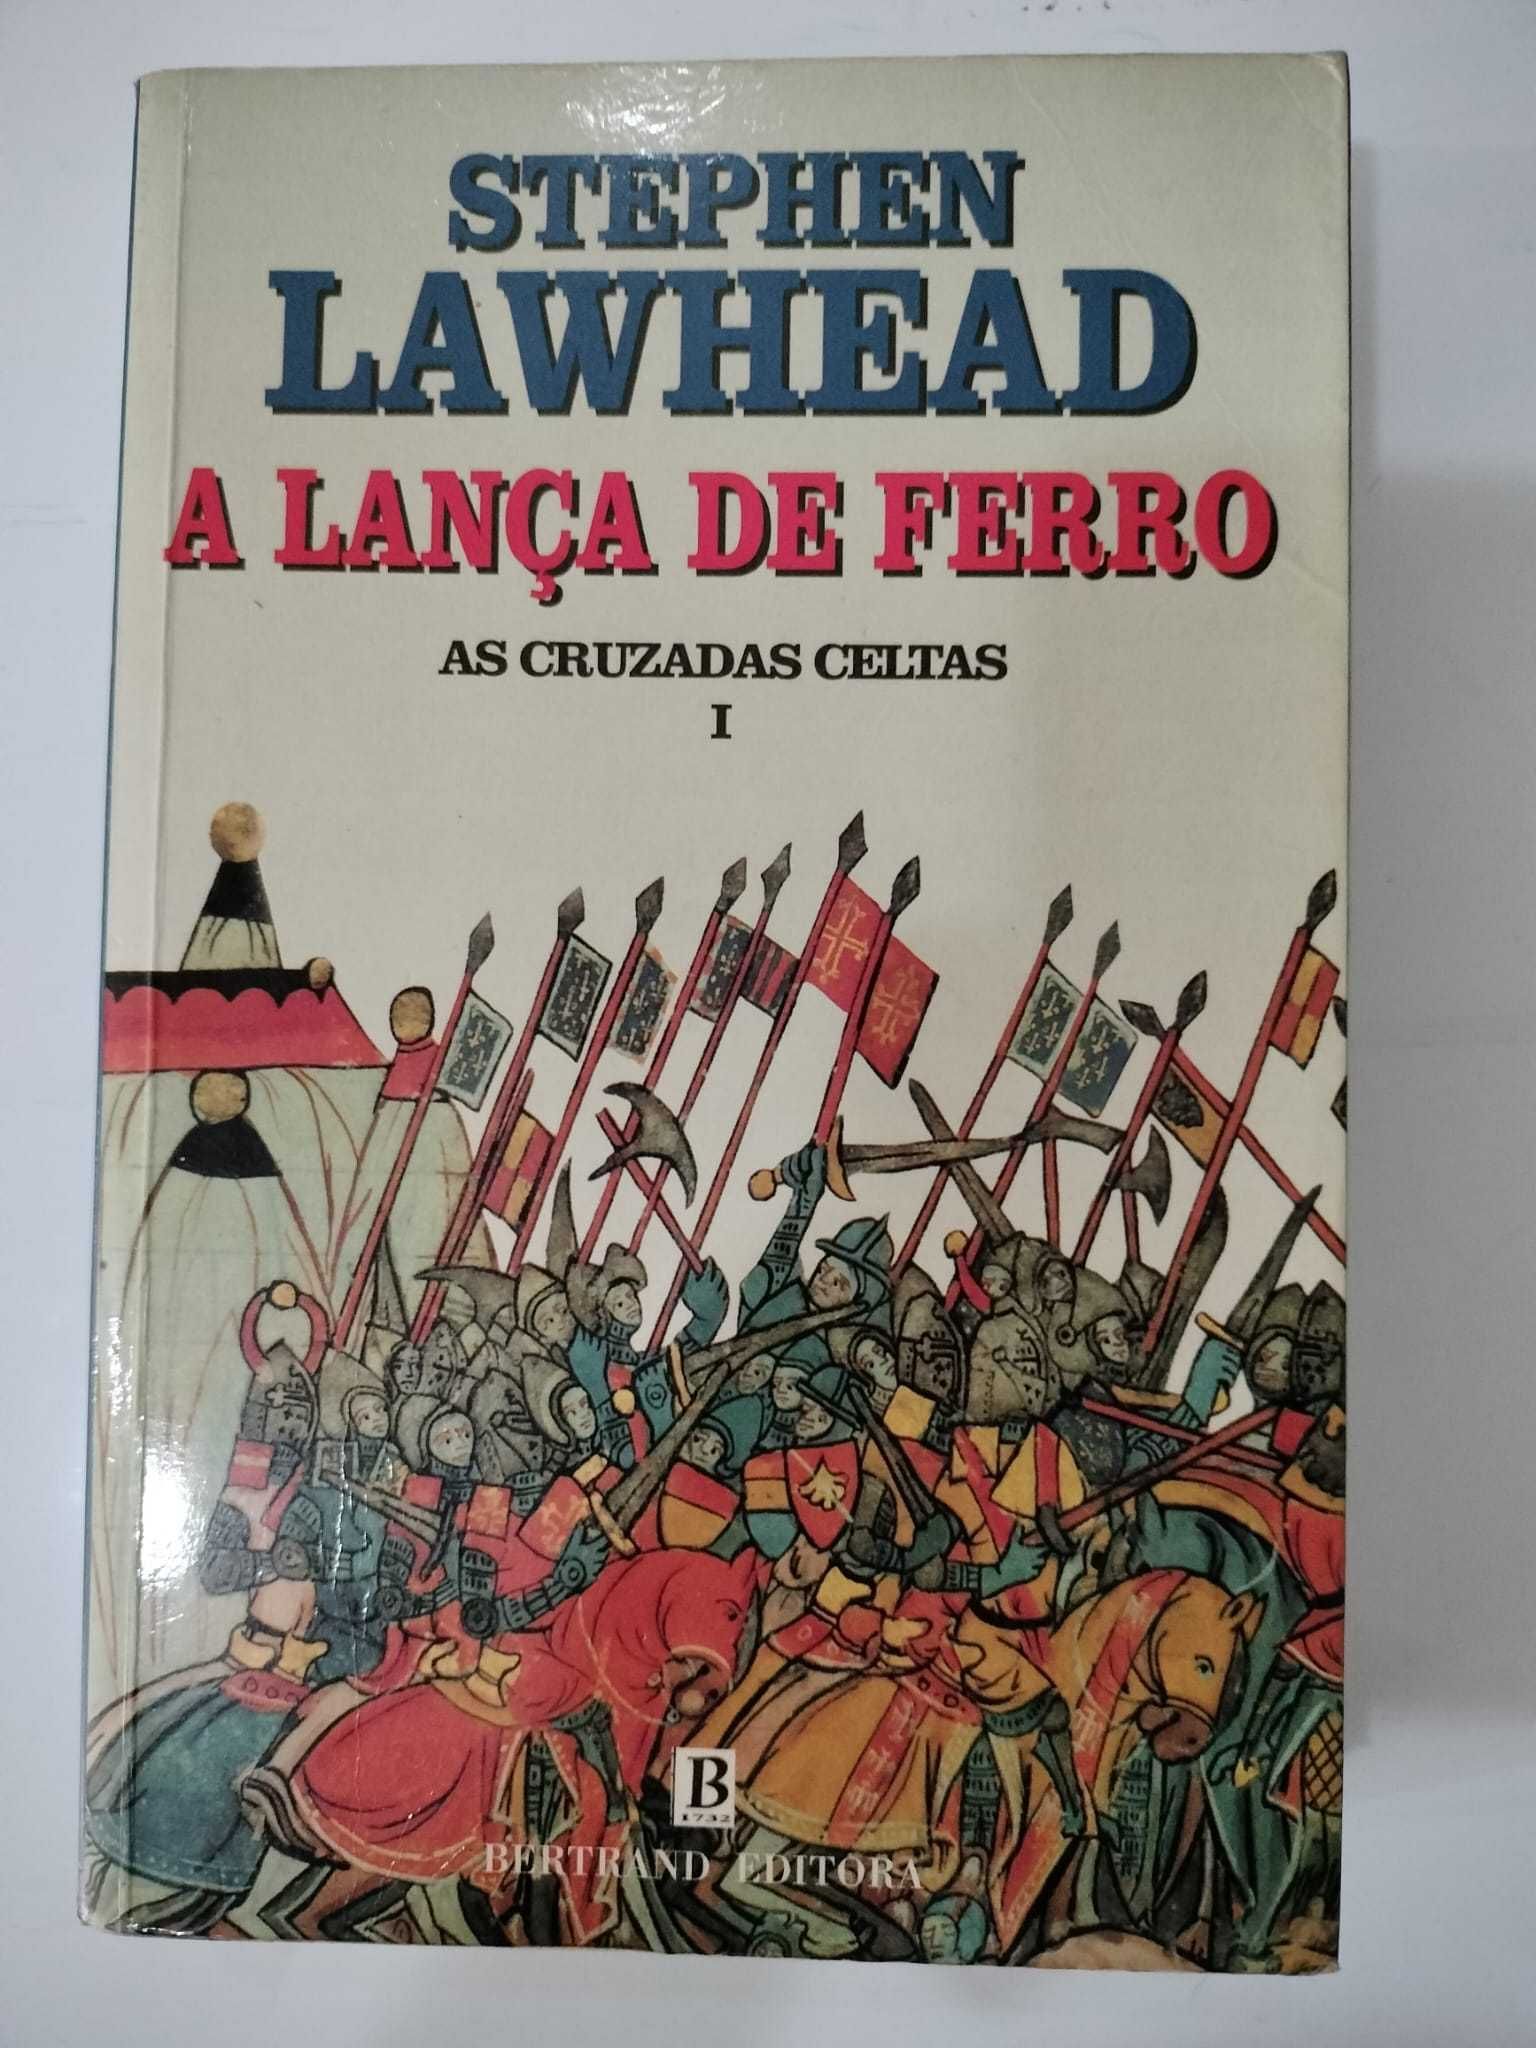 STEPHEN
LAWHEAD
A LANÇA DE FERRO
AS CRUZADAS CELTAS
I
B
1732
BERTRAND EDITORA